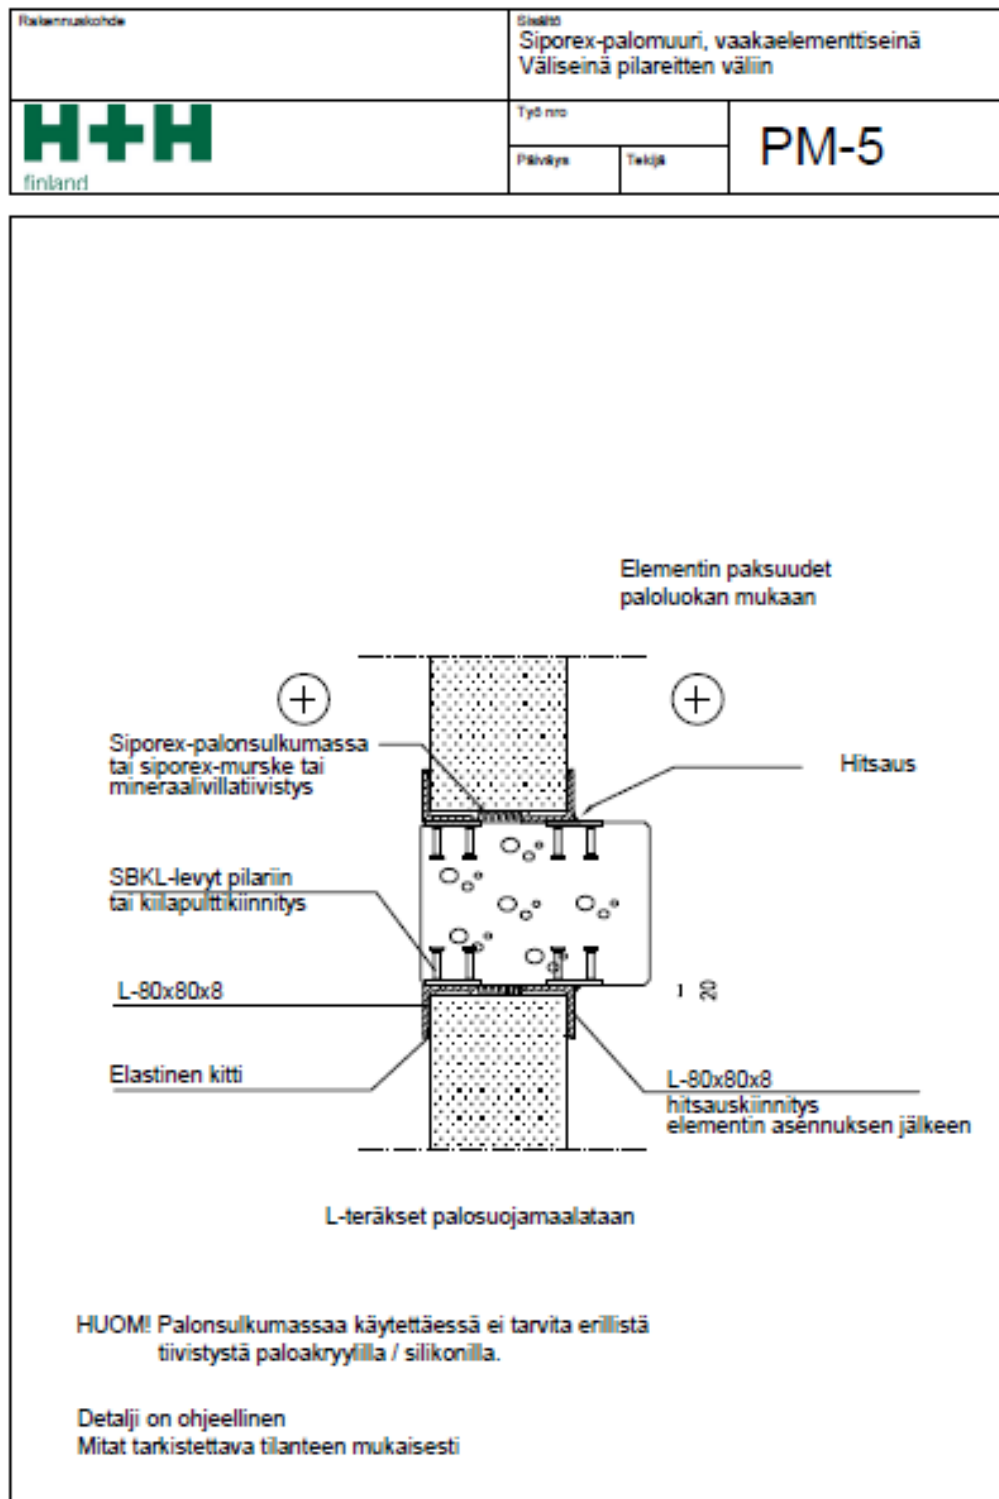 Rakennuskohde
Sisältö
Siporex-palomuuri, vaakaelementtiseinä
Väliseinä pilareitten väliin
H+H
finland
Työ nro
Päiväys
Tekijä
PM-5
Elementin paksuudet
paloluokan mukaan
Siporex-palonsulkumassa
tai siporex-murske tai
mineraalivillatiivistys
Hitsaus
SBKL-levyt pilariin
tai kiilapulttikiinnitys
L-80x80x8
20
Elastinen kitti
L-80x80x8
hitsauskiinnitys
elementin asennuksen jälkeen
L-teräkset palosuojamaalataan
HUOM! Palonsulkumassaa käytettäessä ei tarvita erillistä
tiivistystä paloakryylilla / silikonilla.
Detalji on ohjeellinen
Mitat tarkistettava tilanteen mukaisesti